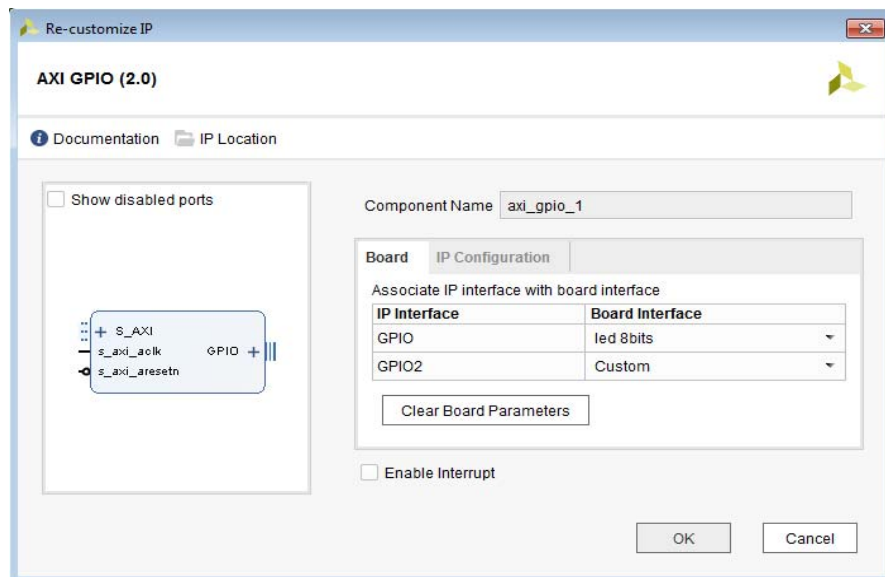 Re-customize IP
AXI GPIO (2.0)
Documentation IP Location
Show disabled ports
S_AXI
s_axi_aclk GPIO
s_axi_aresetn
Component Name axi_gpio_1
Board IP Configuration
Associate IP interface with board interface
IP Interface Board Interface
GPIO led 8bits
GPIO2 Custom
Clear Board Parameters
Enable Interrupt
OK Cancel